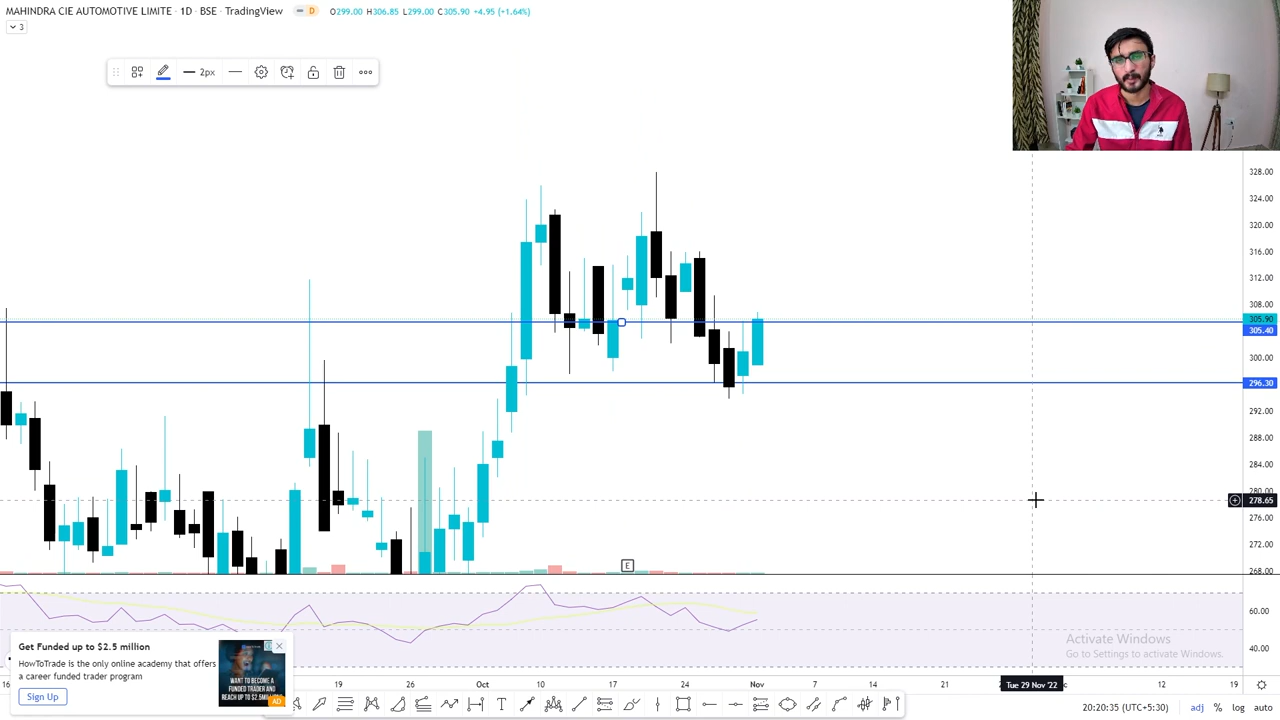 MAHINDRA CIE AUTOMOTIVE LIMITE · 1D · BSE · TradingView D O299.00 H306.85 L299.00 C305.90 +4.95 (+1.64%)
3
2px
328.00
324.00
320.00
316.00
312.00
308.00
305.90
305.40
300.00
296.30
292.00
288.00
284.00
280.00
278.65
276.00
272.00
268.00
E
60.00
40.00
Get Funded up to $2.5 million
HowToTrade is the only online academy that offers
a career funded trader program
Sign Up
WANT TO BECOME A
FUNDED TRADER AND
REACH UP TO $2.5MILL
AD
Activate Windows
Go to Settings to activate Windows.
16 19 26 Oct 10 17 24 Nov 7 14 21 Tue 29 Nov '22 12 19
T
20:20:35 (UTC+5:30) adj % log auto